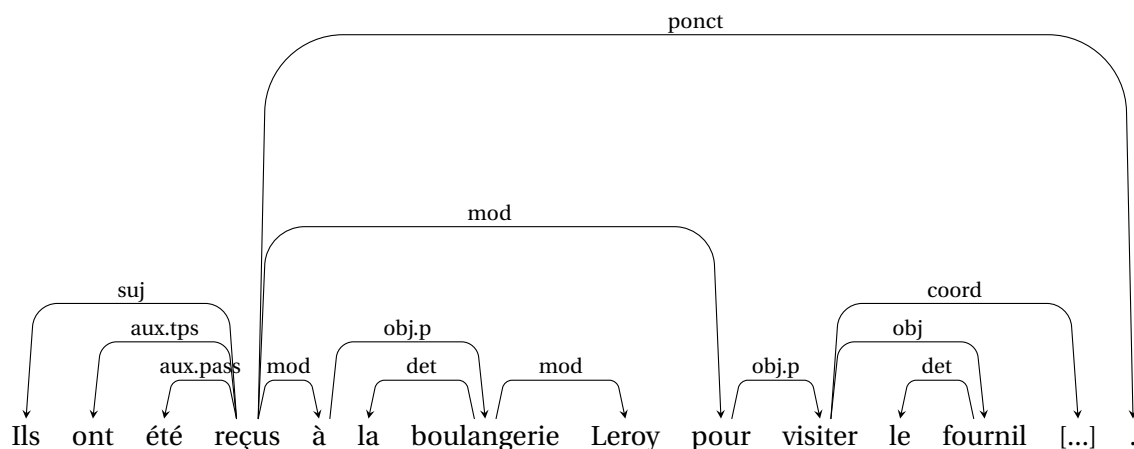 ponct
mod
suj coord
aux.tps obj.p obj
aux.pass mod det mod obj.p det
Ils ont été reçus à la boulangerie Leroy pour visiter le fournil [...] .